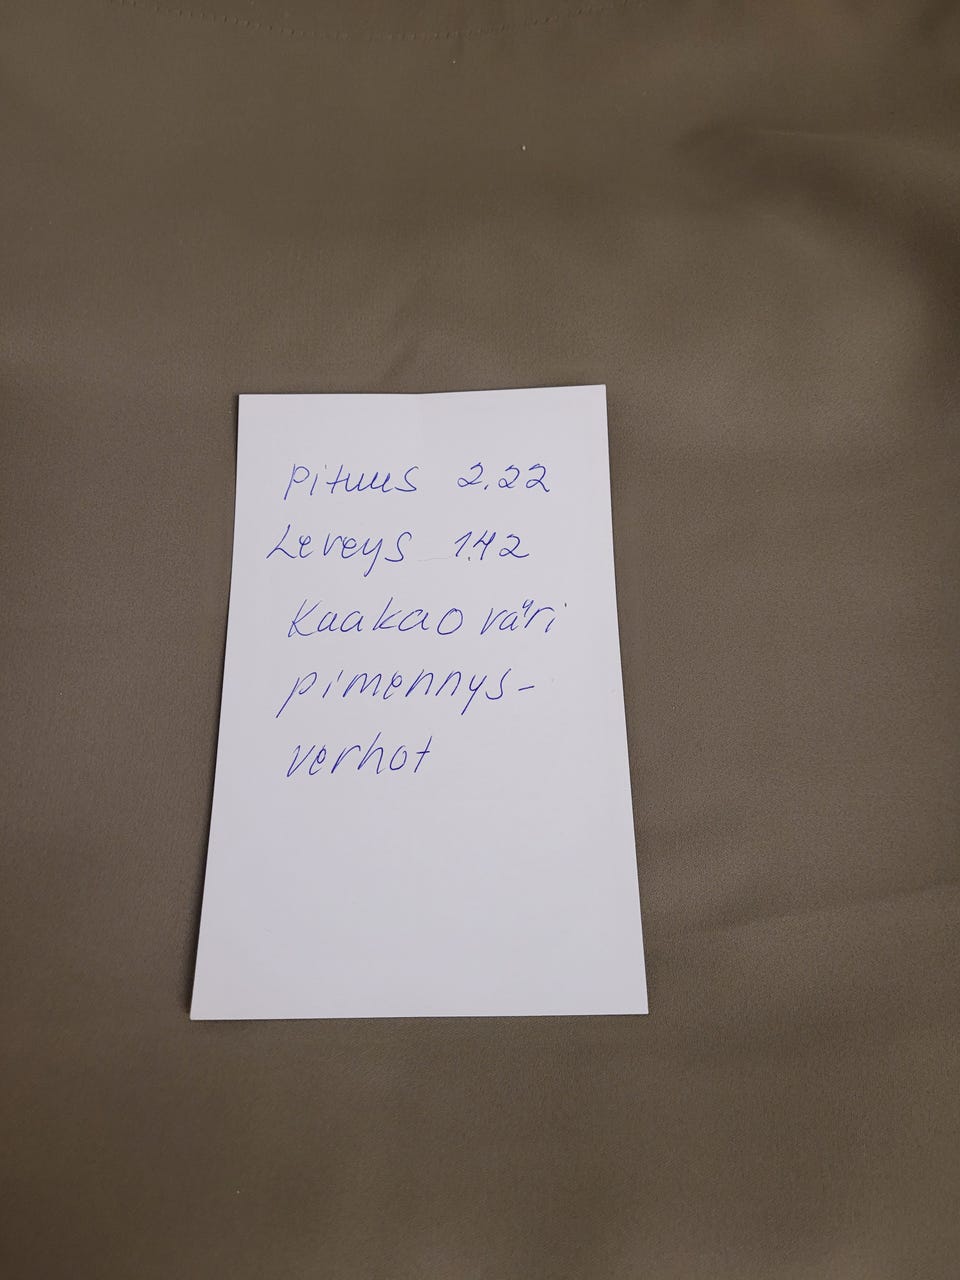 Pituus 2.22
Leveys 1.42
Kaakao väri
pimennys-
verhot